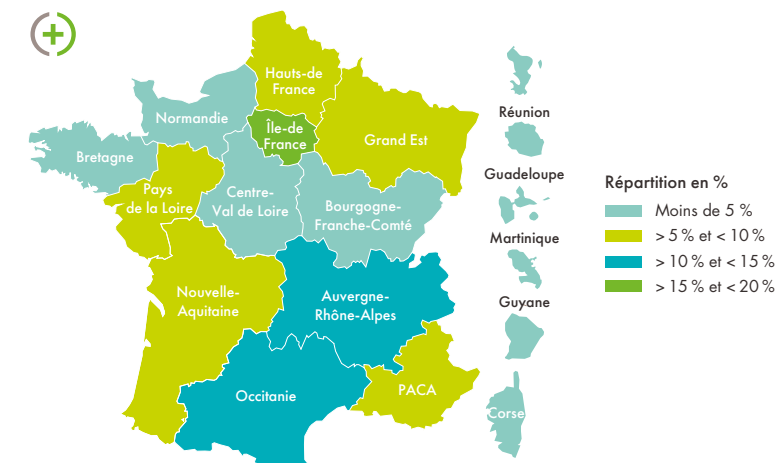 Hauts-de
France
Normandie
Île-de
France
Grand Est
Bretagne
Pays
de la Loire
Centre-
Val de Loire
Bourgogne-
Franche-Comté
Nouvelle-
Aquitaine
Auvergne-
Rhône-Alpes
Occitanie
PACA
Corse
Réunion
Guadeloupe
Martinique
Guyane
Répartition en %
Moins de 5 %
> 5 % et < 10 %
> 10 % et < 15 %
> 15 % et < 20 %